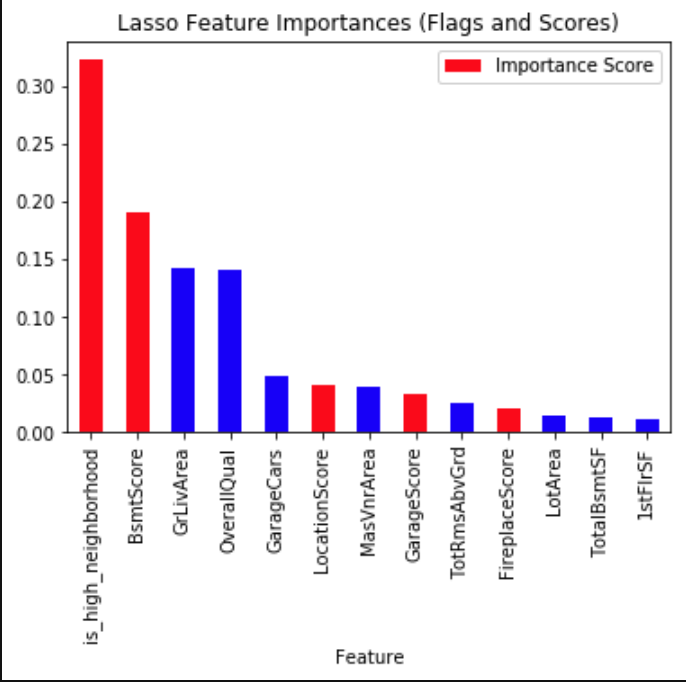 Lasso Feature Importances (Flags and Scores)
Importance Score
0.30
0.25
0.20
0.15
0.10
0.05
0.00
is_high_neighborhood
BsmtScore
GrLivArea
OverallQual
GarageCars
LocationScore
MasVnrArea
GarageScore
TotRmsAbvGrd
FireplaceScore
LotArea
TotalBsmtSF
1stFlrSF
Feature